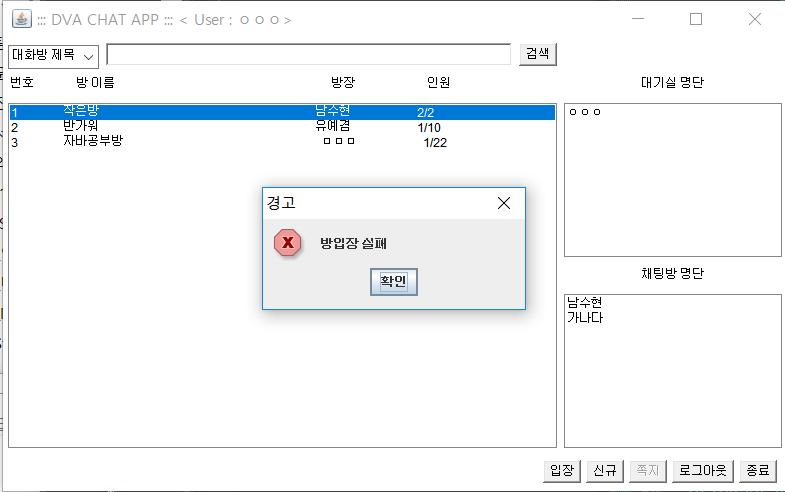 ::: DVA CHAT APP ::: < User : ㅇㅇㅇ>
대화방 제목 검색
번호 방 이름 방장 인원 대기실 명단
1 작은방 남수현 2/2
2 반가워 유예겸 1/10
3 자바공부방 ㅁㅁㅁ 1/22
ㅇㅇㅇ
경고
X 방입장 실패
확인
채팅방 명단
남수현
가나다
입장 신규 쪽지 로그아웃 종료